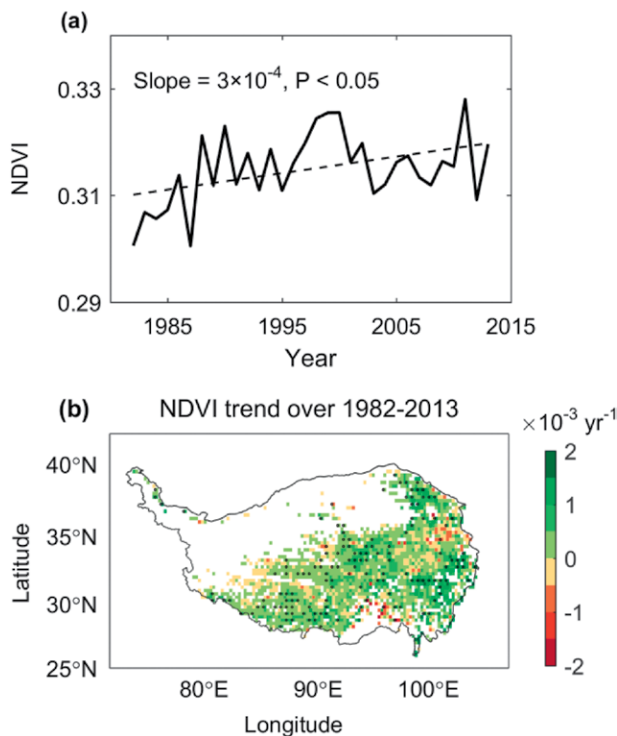 (a)
Slope = 3×10⁻⁴, P < 0.05
0.33
0.31
0.29
NDVI
1985 1995 2005 2015
Year
(b) NDVI trend over 1982-2013
×10⁻³ yr⁻¹
40°N
35°N
30°N
25°N
Latitude
80°E 90°E 100°E
Longitude
2
1
0
-1
-2